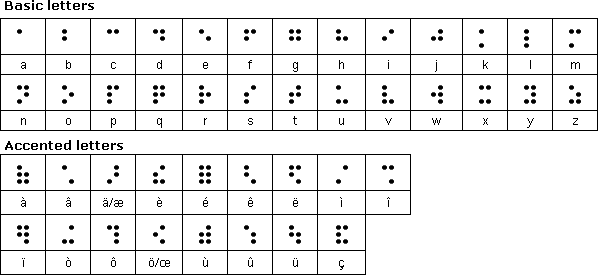 Basic letters
a b c d e f g h i j k l m
n o p q r s t u v w x y z
Accented letters
à â ä/æ è é ê ë ì î
ï ò ô ö/œ ù û ü ç